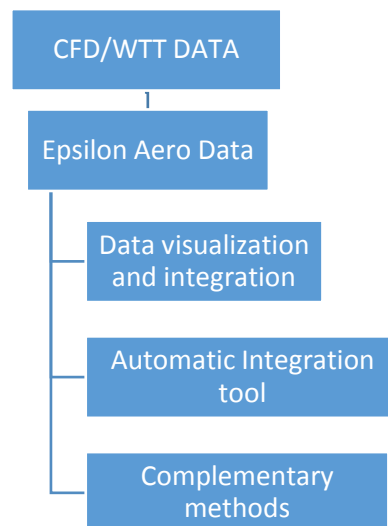 CFD/WTT DATA
Epsilon Aero Data
Data visualization
and integration
Automatic Integration
tool
Complementary
methods